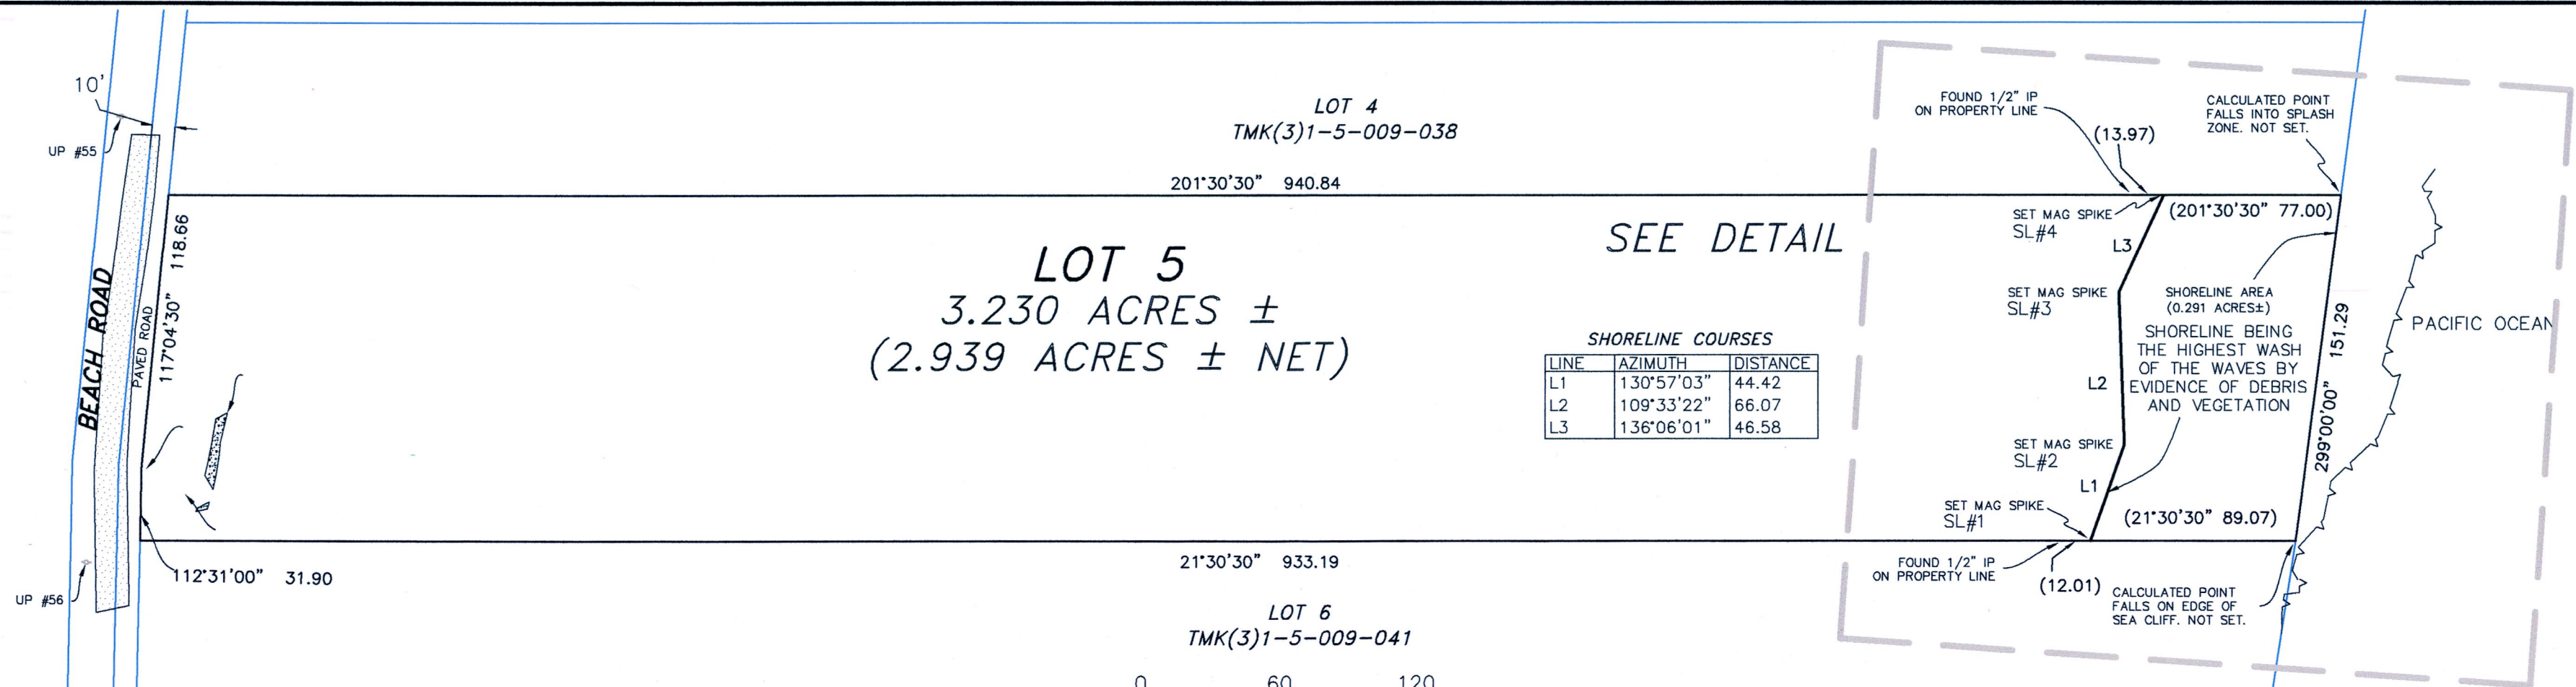 10'
UP #55
BEACH ROAD
PAVED ROAD
117°04'30" 118.66
112°31'00" 31.90
UP #56
LOT 4
TMK(3)1-5-009-038
201°30'30" 940.84
LOT 5
3.230 ACRES ±
(2.939 ACRES ± NET)
SEE DETAIL
SHORELINE COURSES
LINE AZIMUTH DISTANCE
L1 130°57'03" 44.42
L2 109°33'22" 66.07
L3 136°06'01" 46.58
21°30'30" 933.19
LOT 6
TMK(3)1-5-009-041
0 60 120
FOUND 1/2" IP
ON PROPERTY LINE
(13.97)
CALCULATED POINT
FALLS INTO SPLASH
ZONE. NOT SET.
SET MAG SPIKE
SL#4
(201°30'30" 77.00)
L3
SET MAG SPIKE
SL#3
SHORELINE AREA
(0.291 ACRES±)
SHORELINE BEING
THE HIGHEST WASH
OF THE WAVES BY
EVIDENCE OF DEBRIS
AND VEGETATION
L2
SET MAG SPIKE
SL#2
L1
SET MAG SPIKE
SL#1
(21°30'30" 89.07)
299°00'00" 151.29
PACIFIC OCEAN
FOUND 1/2" IP
ON PROPERTY LINE
(12.01)
CALCULATED POINT
FALLS ON EDGE OF
SEA CLIFF. NOT SET.